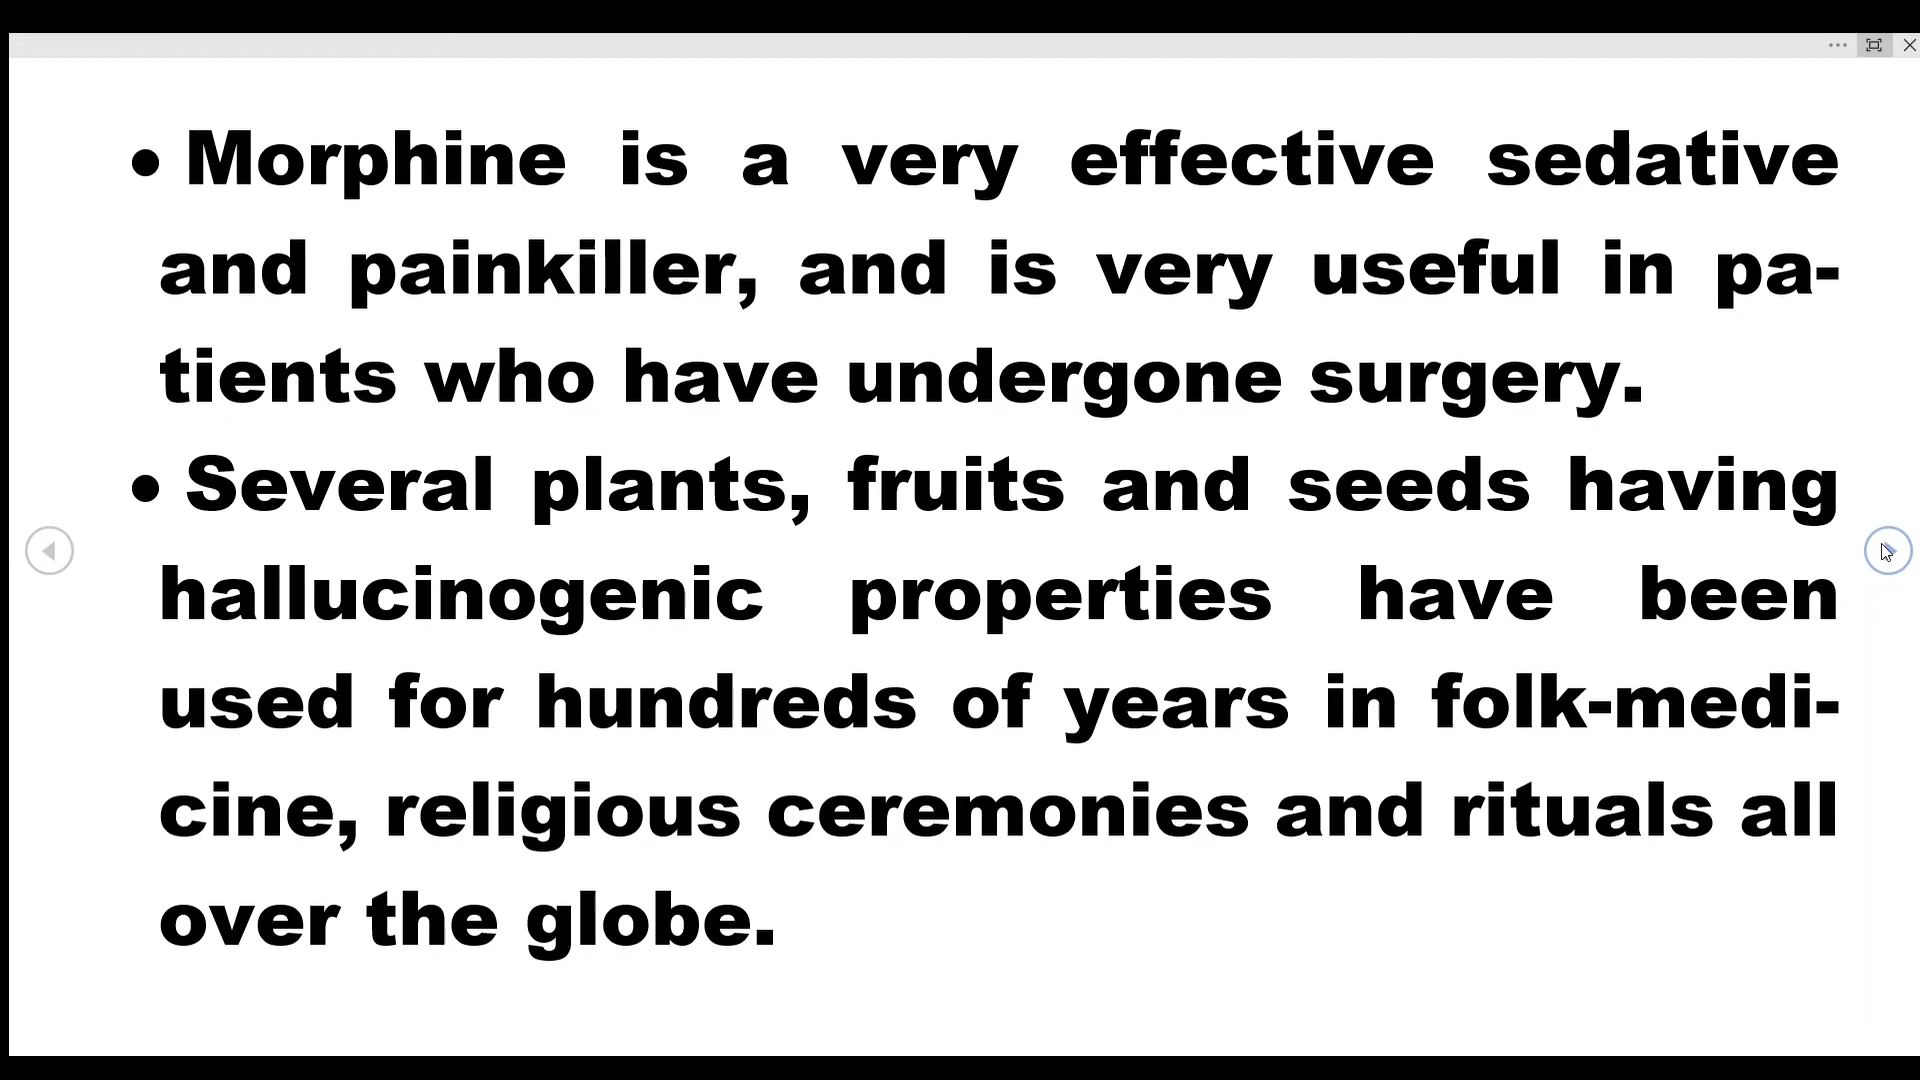 • Morphine is a very effective sedative
and painkiller, and is very useful in pa-
tients who have undergone surgery.
• Several plants, fruits and seeds having
hallucinogenic properties have been
used for hundreds of years in folk-medi-
cine, religious ceremonies and rituals all
over the globe.